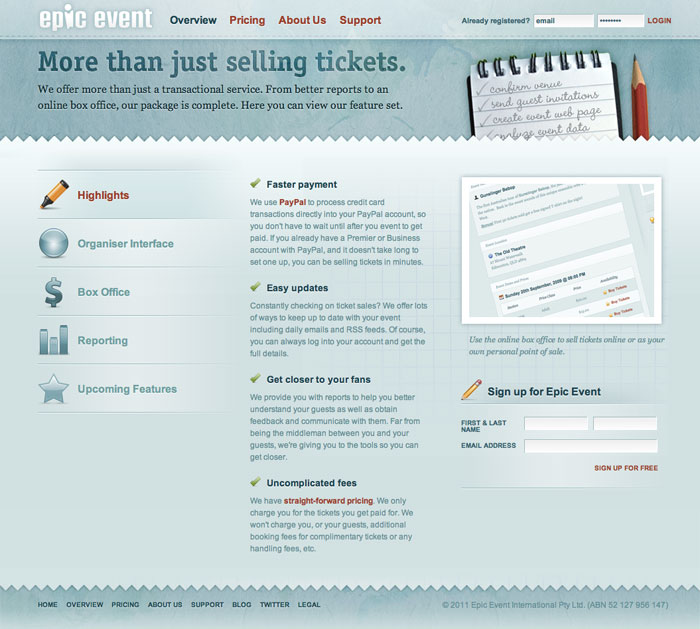 epic event
Overview Pricing About Us Support
Already registered? email ******** LOGIN
More than just selling tickets.
We offer more than just a transactional service. From better reports to an
online box office, our package is complete. Here you can view our feature set.
confirm venue
send guest invitations
create event web page
analyze event data
Highlights
Organiser Interface
Box Office
Reporting
Upcoming Features
Faster payment
We use PayPal to process credit card
transactions directly into your PayPal account, so
you don't have to wait until after you event to get
paid. If you already have a Premier or Business
account with PayPal, and it doesn't take long to
set one up, you can be selling tickets in minutes.
Easy updates
Constantly checking on ticket sales? We offer lots
of ways to keep up to date with your event
including daily emails and RSS feeds. Of course,
you can always log into your account and get the
full details.
Get closer to your fans
We provide you with reports to help you better
understand your guests as well as obtain
feedback and communicate with them. Far from
being the middleman between you and your
guests, we're giving you to the tools so you can
get closer.
Uncomplicated fees
We have straight-forward pricing. We only
charge you for the tickets you get paid for. We
won't charge you, or your guests, additional
booking fees for complimentary tickets or any
handling fees, etc.
Gunslinger Bebop
Event Location
The Old Theatre
Sunday 20th September, 2009 @ 08:00 PM
Buy Tickets
Buy Tickets
Buy Tickets
Use the online box office to sell tickets online or as your
own personal point of sale.
Sign up for Epic Event
FIRST & LAST
NAME
EMAIL ADDRESS
SIGN UP FOR FREE
HOME OVERVIEW PRICING ABOUT US SUPPORT BLOG TWITTER LEGAL
© 2011 Epic Event International Pty Ltd. (ABN 52 127 956 147)